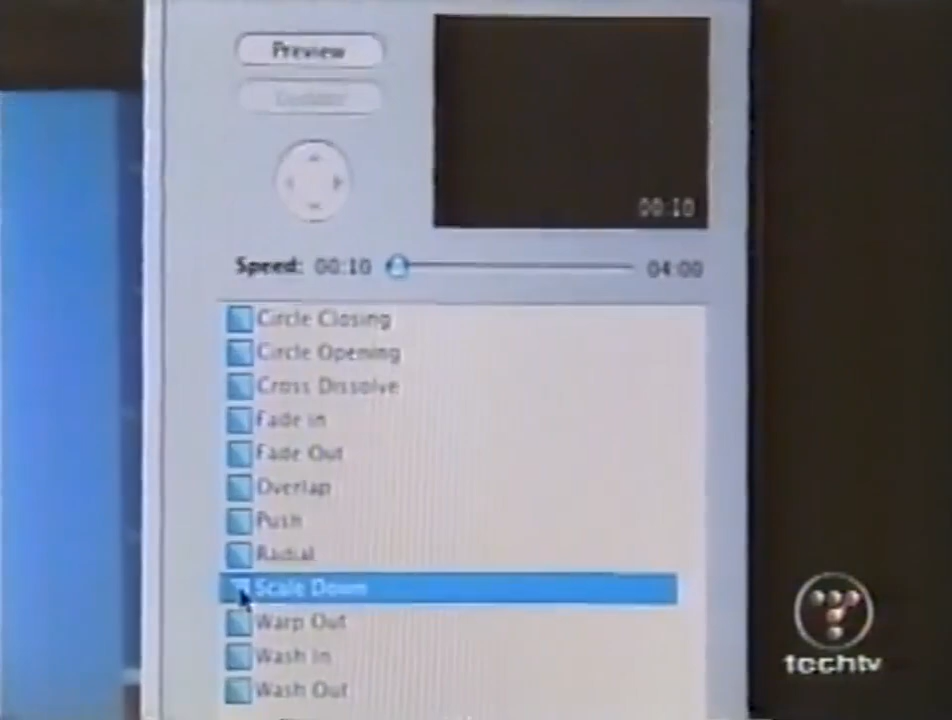 Preview
Update
00:10
Speed: 00:10 04:00
Circle Closing
Circle Opening
Cross Dissolve
Fade In
Fade Out
Overlap
Push
Radial
Scale Down
Warp Out
Wash In
Wash Out
techtv